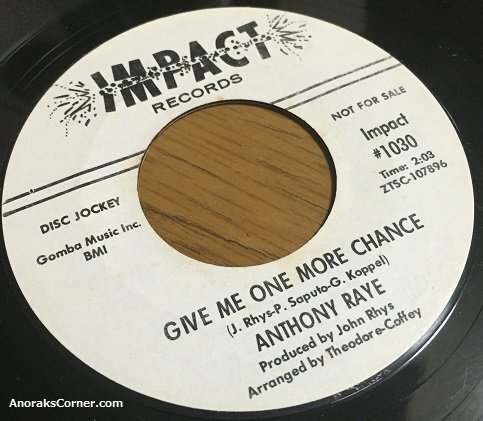 IMPACT
RECORDS
NOT FOR SALE
Impact
#1030
Time: 2:03
ZTSC-107896
DISC JOCKEY
Gomba Music Inc.
BMI
GIVE ME ONE MORE CHANCE
(J. Rhys-P. Saputo-G. Koppel)
ANTHONY RAYE
Produced by John Rhys
Arranged by Theodore-Coffey
AnoraksCorner.com